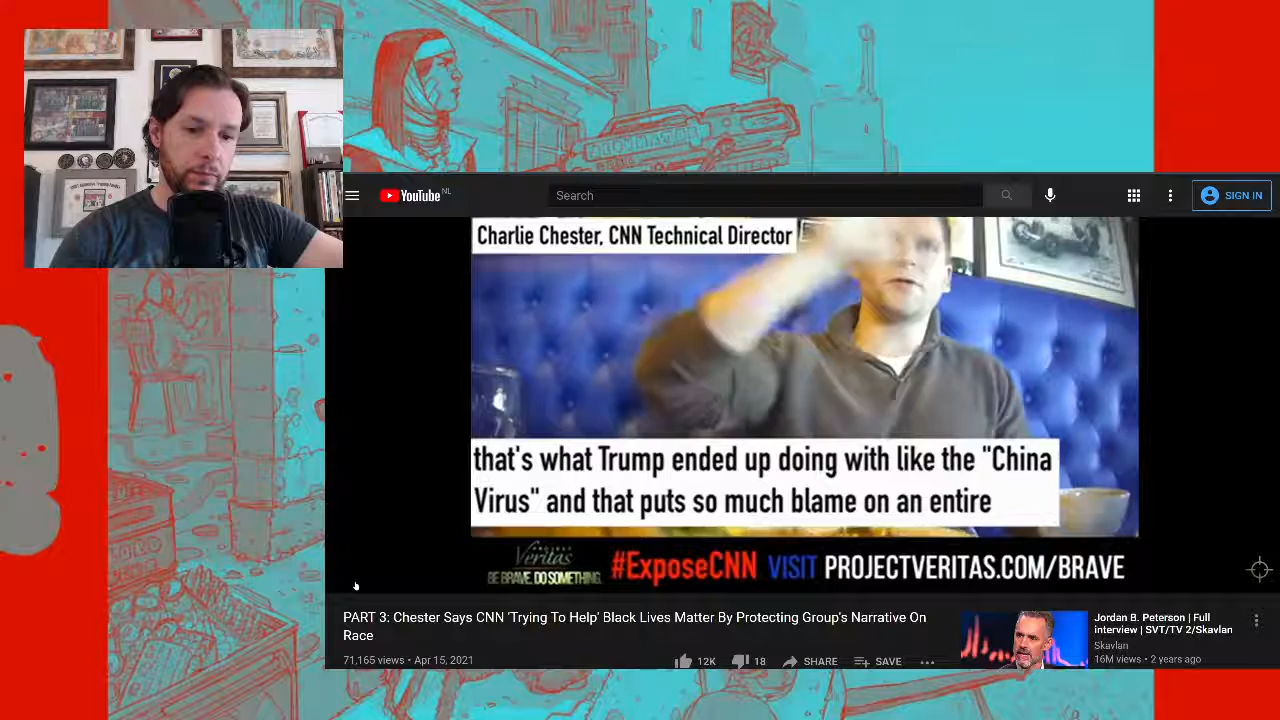 YouTube NL
Search
SIGN IN
Charlie Chester, CNN Technical Director
that's what Trump ended up doing with like the "China
Virus" and that puts so much blame on an entire
PROJECT
Veritas
BE BRAVE. DO SOMETHING.
#ExposeCNN VISIT PROJECTVERITAS.COM/BRAVE
PART 3: Chester Says CNN 'Trying To Help' Black Lives Matter By Protecting Group's Narrative On
Race
71,165 views • Apr 15, 2021
12K
18
SHARE
SAVE
Jordan B. Peterson | Full
interview | SVT/TV 2/Skavlan
Skavlan
16M views • 2 years ago